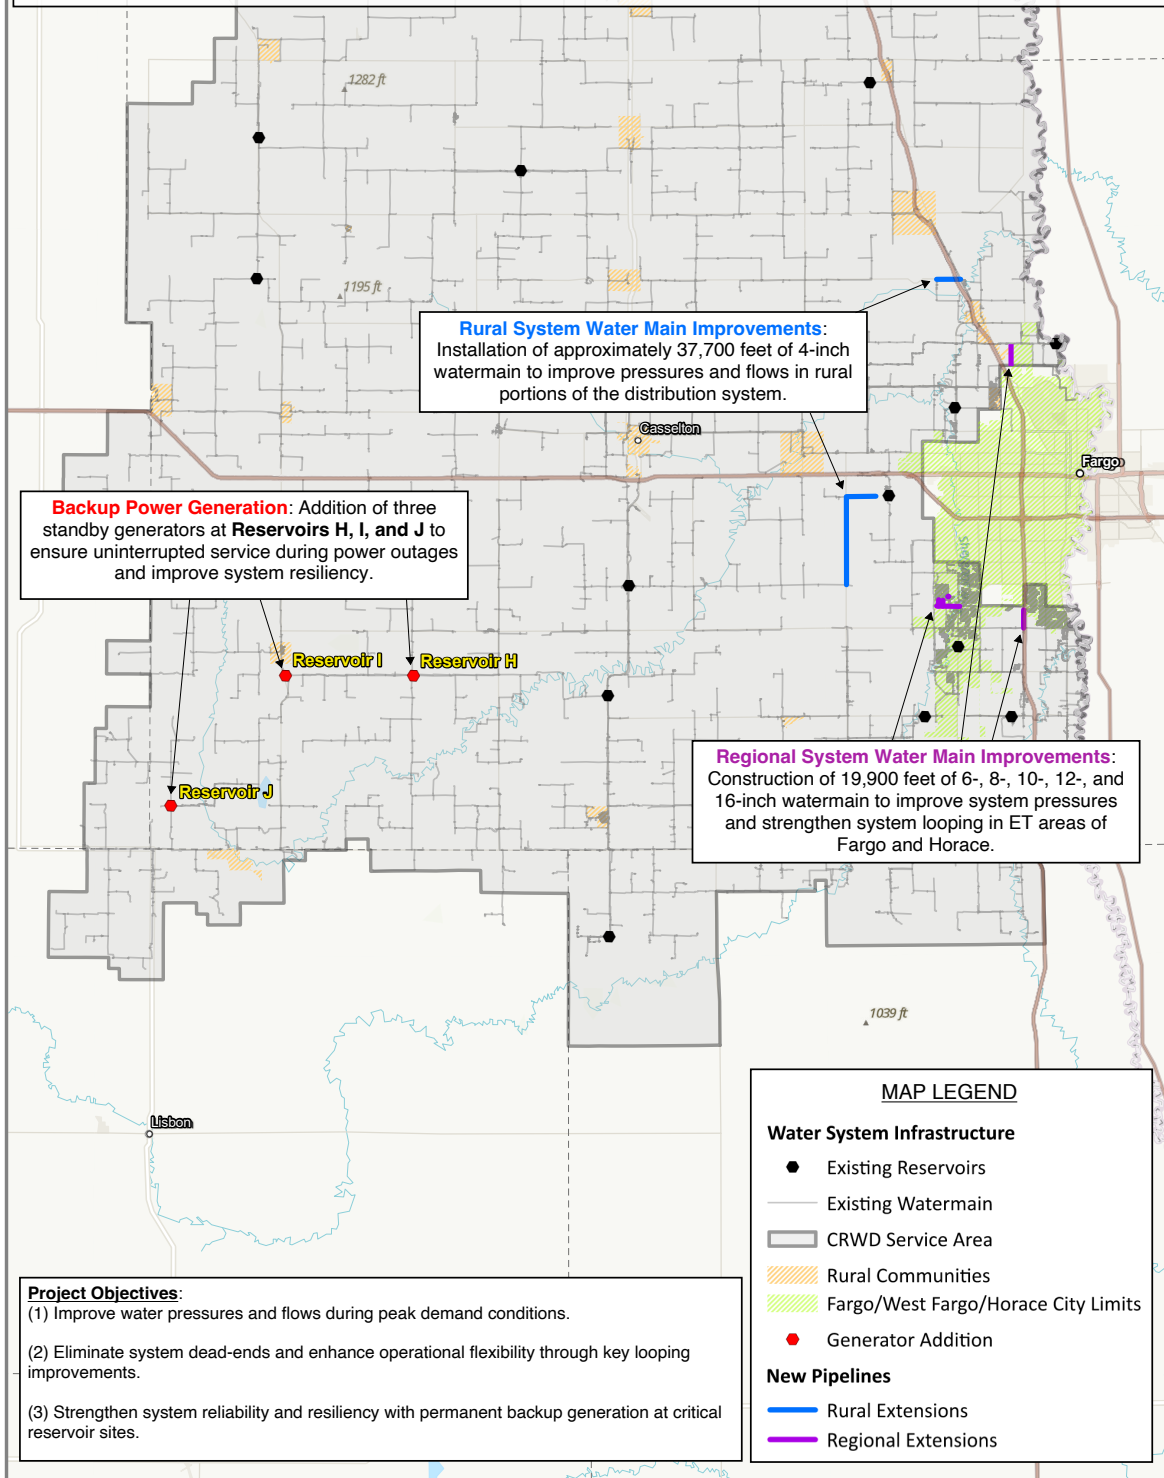 1282 ft
1195 ft
Rural System Water Main Improvements:
Installation of approximately 37,700 feet of 4-inch
watermain to improve pressures and flows in rural
portions of the distribution system.
Casselton
Fargo
Backup Power Generation: Addition of three
standby generators at Reservoirs H, I, and J to
ensure uninterrupted service during power outages
and improve system resiliency.
Reservoir I
Reservoir H
Reservoir J
Regional System Water Main Improvements:
Construction of 19,900 feet of 6-, 8-, 10-, 12-, and
16-inch watermain to improve system pressures
and strengthen system looping in ET areas of
Fargo and Horace.
1039 ft
Lisbon
MAP LEGEND
Water System Infrastructure
Existing Reservoirs
Existing Watermain
CRWD Service Area
Rural Communities
Fargo/West Fargo/Horace City Limits
Generator Addition
New Pipelines
Rural Extensions
Regional Extensions
Project Objectives:
(1) Improve water pressures and flows during peak demand conditions.
(2) Eliminate system dead-ends and enhance operational flexibility through key looping
improvements.
(3) Strengthen system reliability and resiliency with permanent backup generation at critical
reservoir sites.